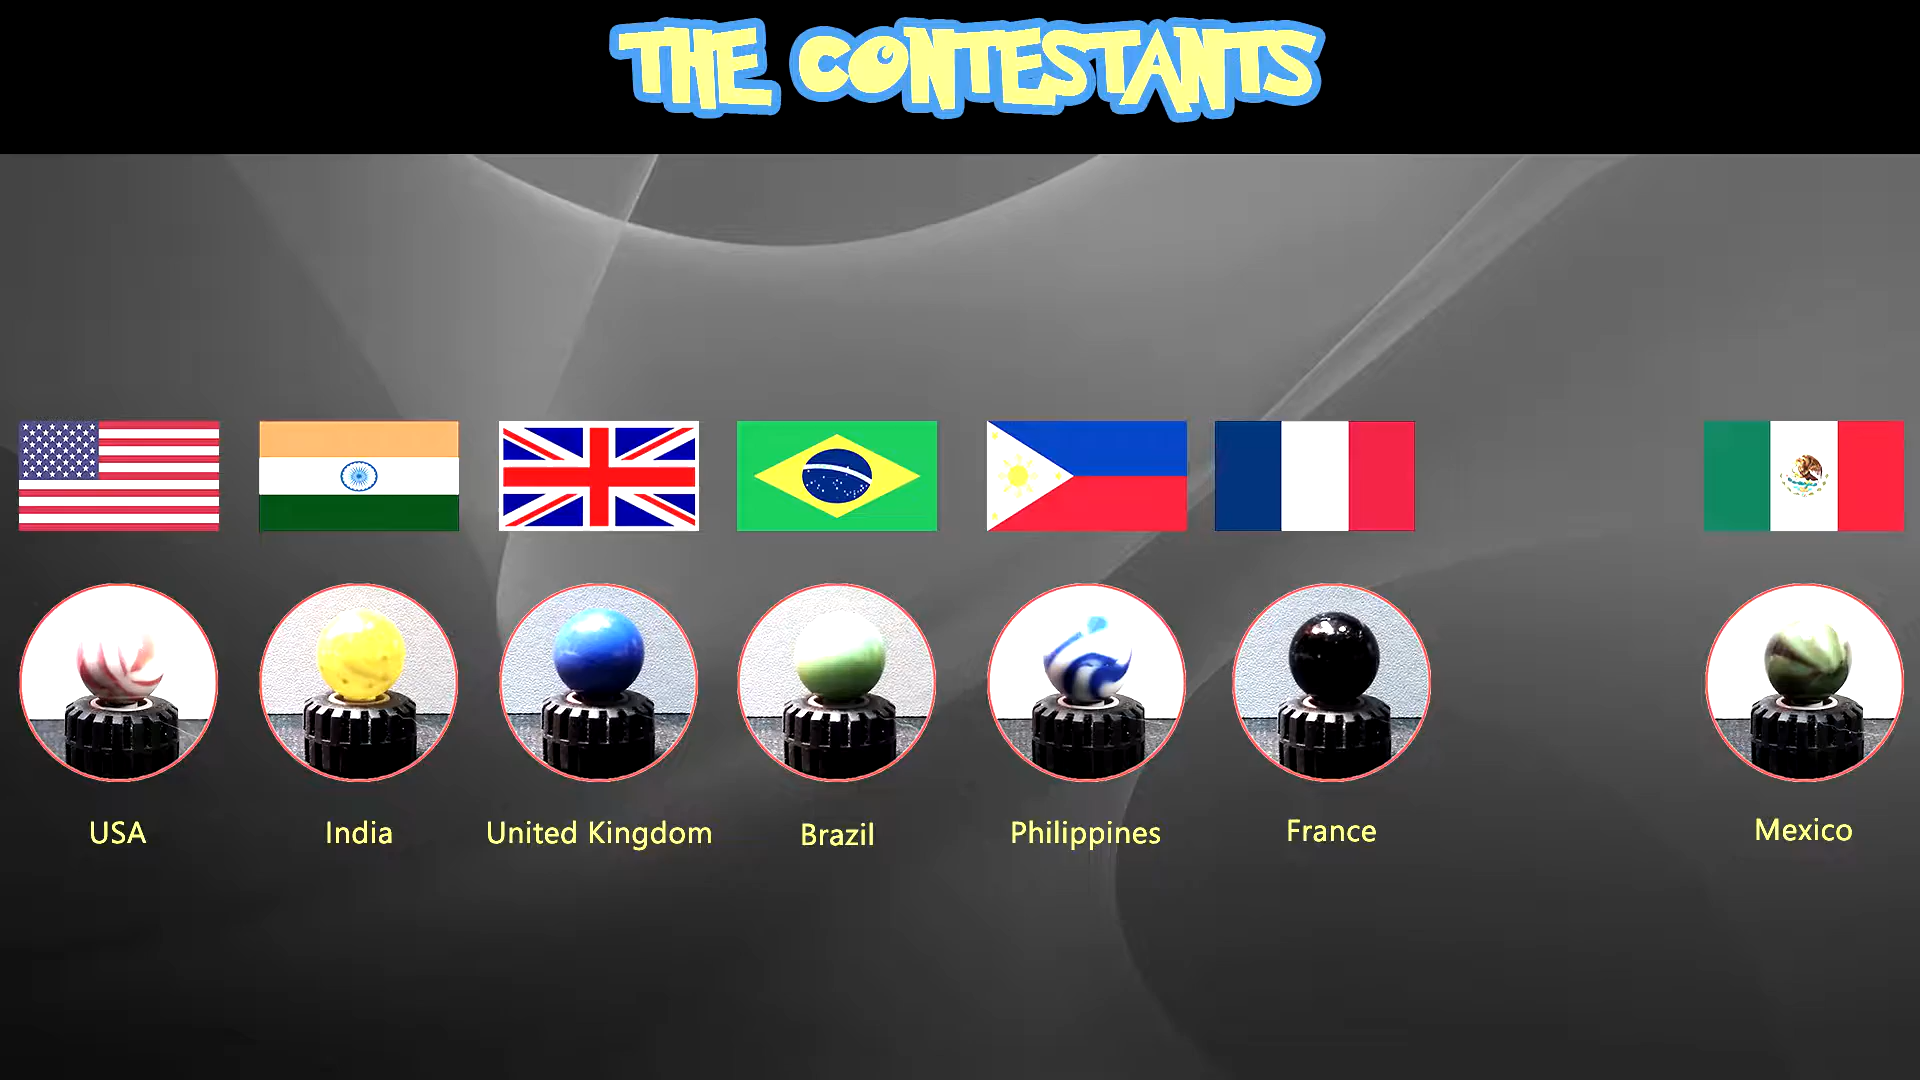 THE CONTESTANTS
USA
India
United Kingdom
Brazil
Philippines
France
Mexico